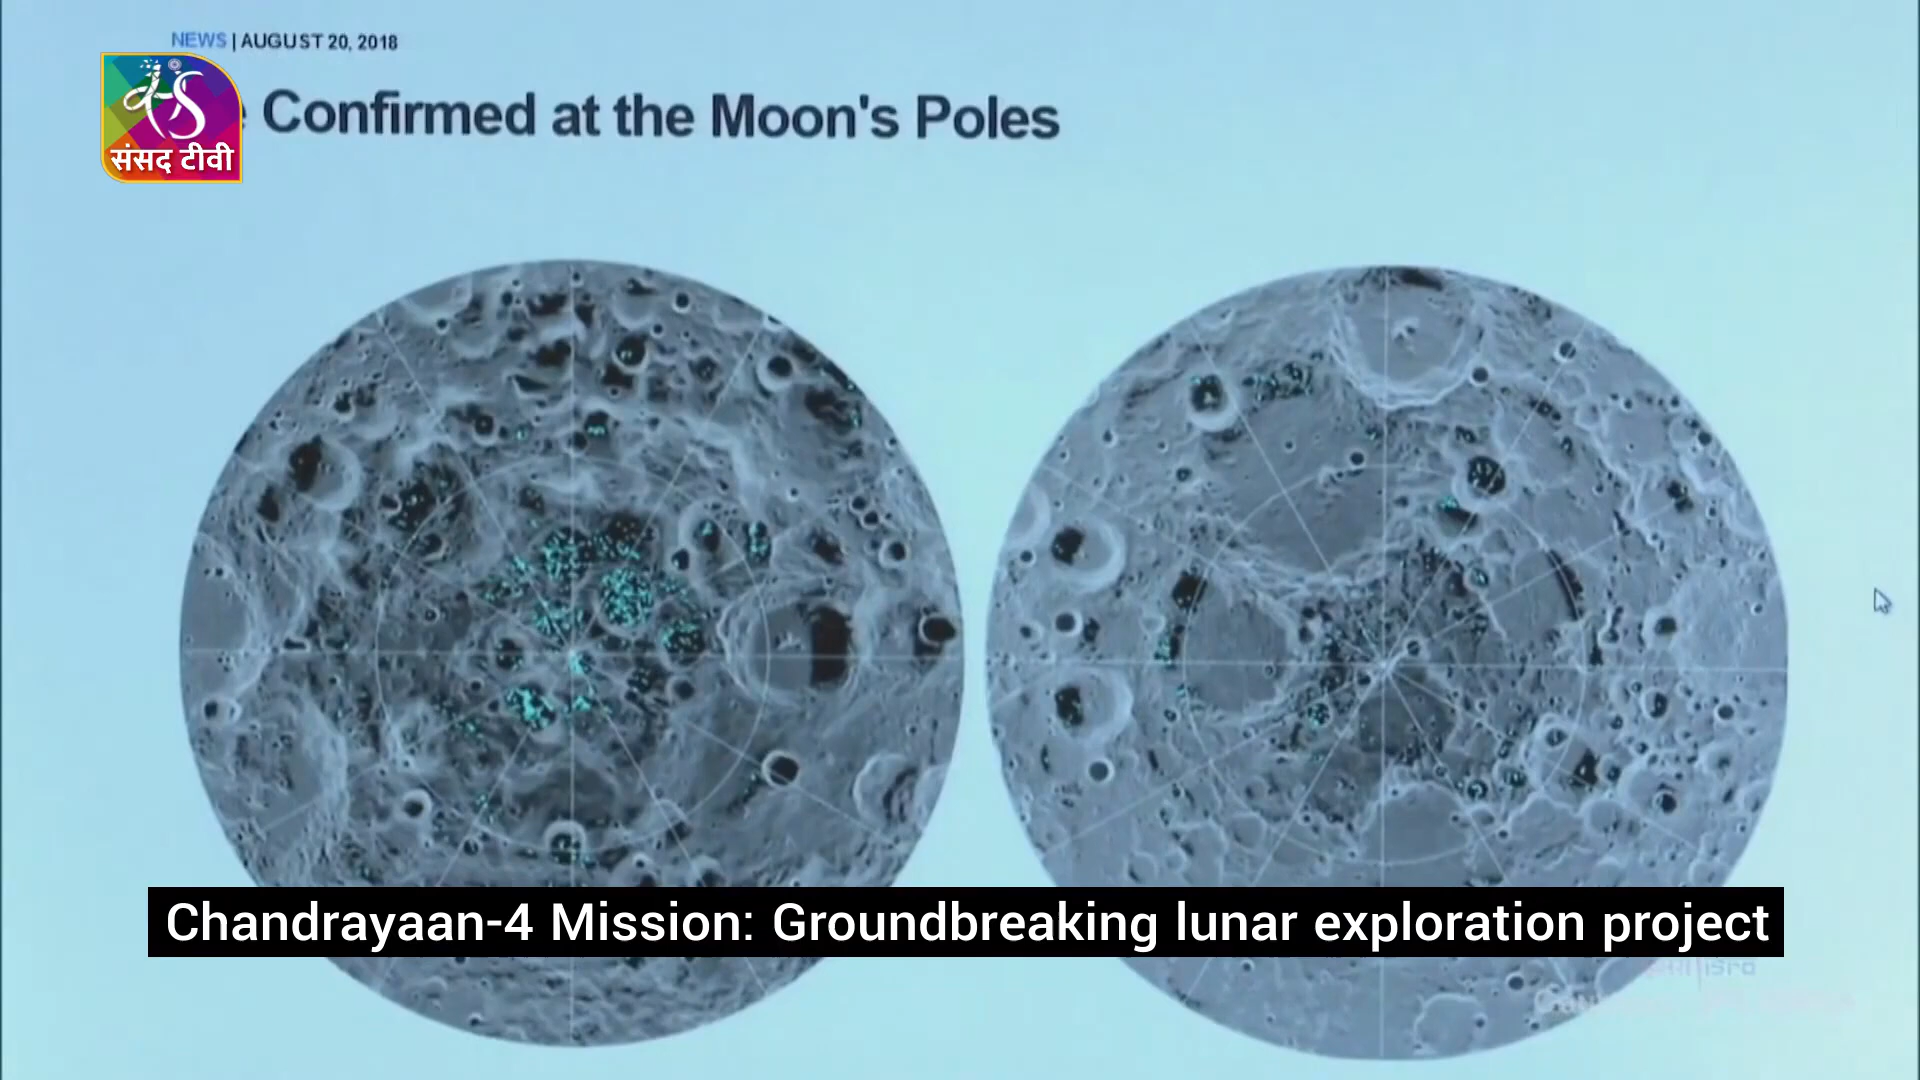 NEWS | AUGUST 20, 2018
Confirmed at the Moon's Poles
संसद टीवी
Chandrayaan-4 Mission: Groundbreaking lunar exploration project